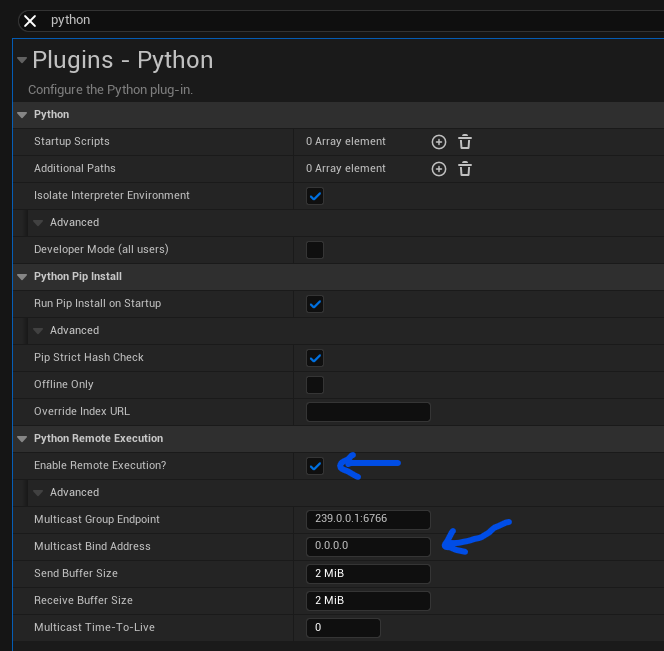 python
Plugins - Python
Configure the Python plug-in.
Python
Startup Scripts 0 Array element
Additional Paths 0 Array element
Isolate Interpreter Environment
Advanced
Developer Mode (all users)
Python Pip Install
Run Pip Install on Startup
Advanced
Pip Strict Hash Check
Offline Only
Override Index URL
Python Remote Execution
Enable Remote Execution?
Advanced
Multicast Group Endpoint 239.0.0.1:6766
Multicast Bind Address 0.0.0.0
Send Buffer Size 2 MiB
Receive Buffer Size 2 MiB
Multicast Time-To-Live 0